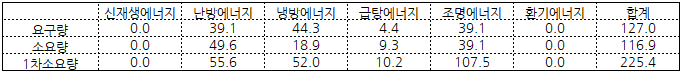 신재생에너지 난방에너지 냉방에너지 급탕에너지 조명에너지 환기에너지 합계
요구량 0.0 39.1 44.3 4.4 39.1 0.0 127.0
소요량 0.0 49.6 18.9 9.3 39.1 0.0 116.9
1차소요량 0.0 55.6 52.0 10.2 107.5 0.0 225.4